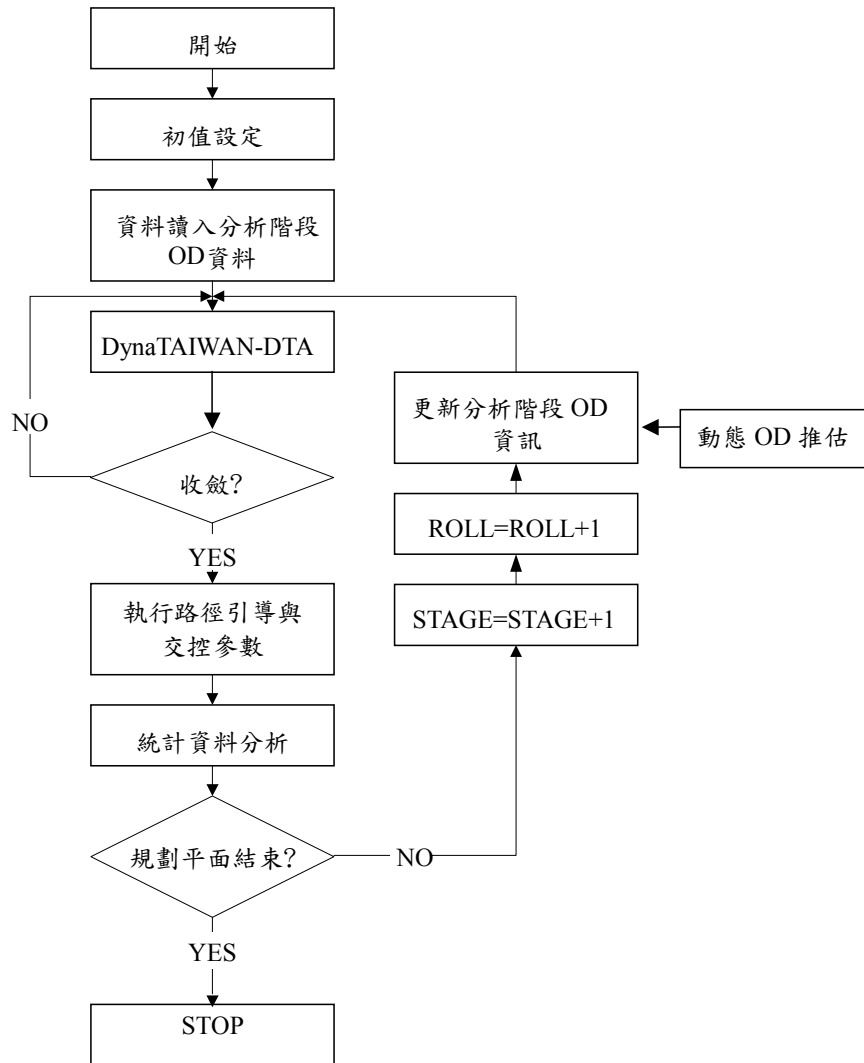 開始
初值設定
資料讀入分析階段
OD資料
DynaTAIWAN-DTA
NO
收斂?
YES
執行路徑引導與
交控參數
統計資料分析
規劃平面結束?
NO
YES
STOP
更新分析階段 OD
資訊
動態 OD 推估
ROLL=ROLL+1
STAGE=STAGE+1